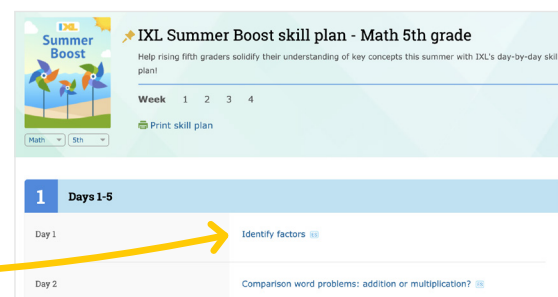 IXL
Summer
Boost
Math
5th
IXL Summer Boost skill plan - Math 5th grade
Help rising fifth graders solidify their understanding of key concepts this summer with IXL's day-by-day skil
plan!
Week 1 2 3 4
Print skill plan
1 Days 1-5
Day 1 Identify factors
Day 2 Comparison word problems: addition or multiplication?